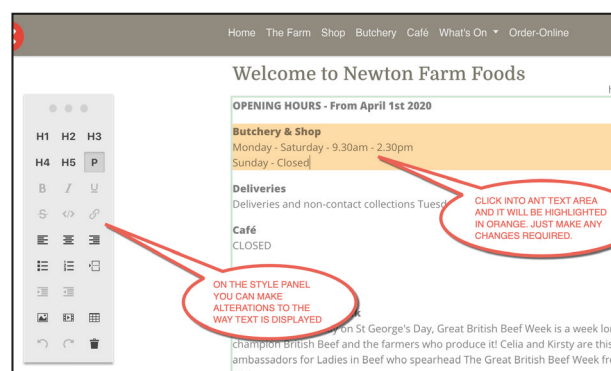 Home The Farm Shop Butchery Café What's On Order-Online
Welcome to Newton Farm Foods
OPENING HOURS - From April 1st 2020
Butchery & Shop
Monday - Saturday - 9.30am - 2.30pm
Sunday - Closed
Deliveries
Deliveries and non-contact collections Tuesd
Café
CLOSED
on St George's Day, Great British Beef Week is a week lo
champion British Beef and the farmers who produce it! Celia and Kirsty are this
ambassadors for Ladies in Beef who spearhead The Great British Beef Week fr
H1 H2 H3
H4 H5 P
B I U
S </>
CLICK INTO ANT TEXT AREA
AND IT WILL BE HIGHLIGHTED
IN ORANGE. JUST MAKE ANY
CHANGES REQUIRED.
ON THE STYLE PANEL
YOU CAN MAKE
ALTERATIONS TO THE
WAY TEXT IS DISPLAYED